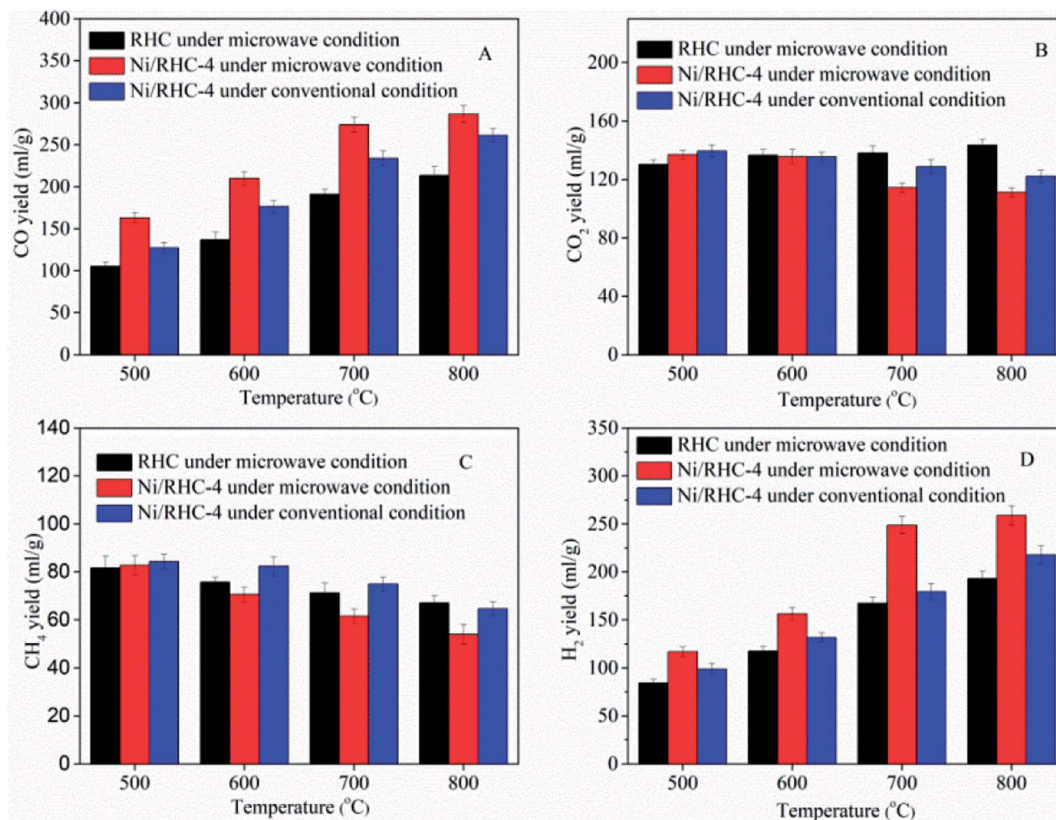 400
350
300
250
200
150
100
50
0
CO yield (ml/g)
RHC under microwave condition
Ni/RHC-4 under microwave condition
Ni/RHC-4 under conventional condition
A
500 600 700 800
Temperature (°C)
200
160
120
80
40
0
CO₂ yield (ml/g)
RHC under microwave condition
Ni/RHC-4 under microwave condition
Ni/RHC-4 under conventional condition
B
500 600 700 800
Temperature (°C)
140
120
100
80
60
40
20
0
CH₄ yield (ml/g)
RHC under microwave condition
Ni/RHC-4 under microwave condition
Ni/RHC-4 under conventional condition
C
500 600 700 800
Temperature (°C)
350
300
250
200
150
100
50
0
H₂ yield (ml/g)
RHC under microwave condition
Ni/RHC-4 under microwave condition
Ni/RHC-4 under conventional condition
D
500 600 700 800
Temperature (°C)